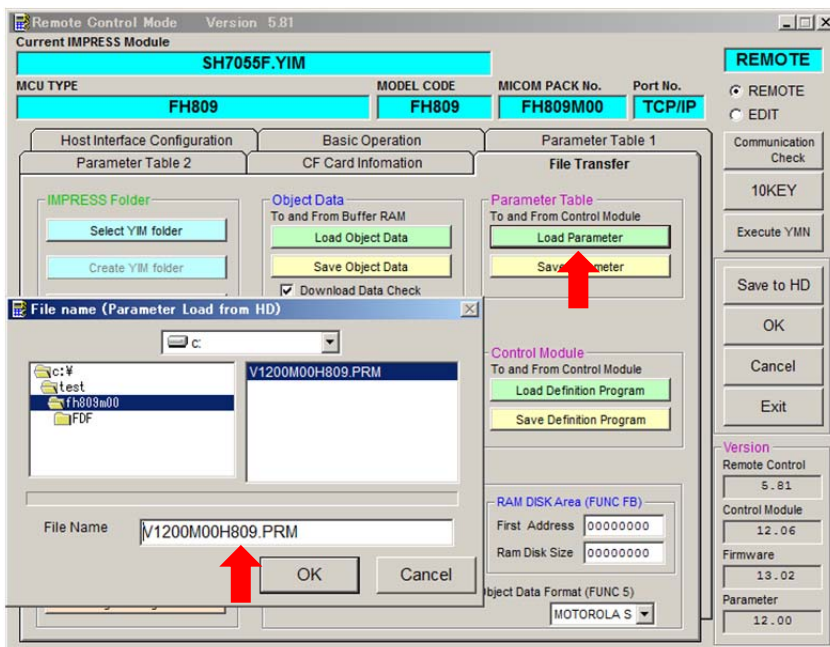 Remote Control Mode Version 5.81
Current IMPRESS Module
SH7055F.YIM
REMOTE
MCU TYPE
MODEL CODE
MICOM PACK No.
Port No.
FH809
FH809
FH809M00
TCP/IP
REMOTE
EDIT
Host Interface Configuration
Basic Operation
Parameter Table 1
Parameter Table 2
CF Card Infomation
File Transfer
Communication
Check
10KEY
Execute YMN
Save to HD
OK
Cancel
Exit
IMPRESS Folder
Select YIM folder
Create YIM folder
Object Data
To and From Buffer RAM
Load Object Data
Save Object Data
Download Data Check
Parameter Table
To and From Control Module
Load Parameter
File name (Parameter Load from HD)
c:
c:¥
test
fh809m00
FDF
V1200M00H809.PRM
File Name
V1200M00H809.PRM
OK
Cancel
Control Module
To and From Control Module
Load Definition Program
Save Definition Program
RAM DISK Area (FUNC FB)
First Address 00000000
Ram Disk Size 00000000
bject Data Format (FUNC 5)
MOTOROLA S
Version
Remote Control
5.81
Control Module
12.06
Firmware
13.02
Parameter
12.00